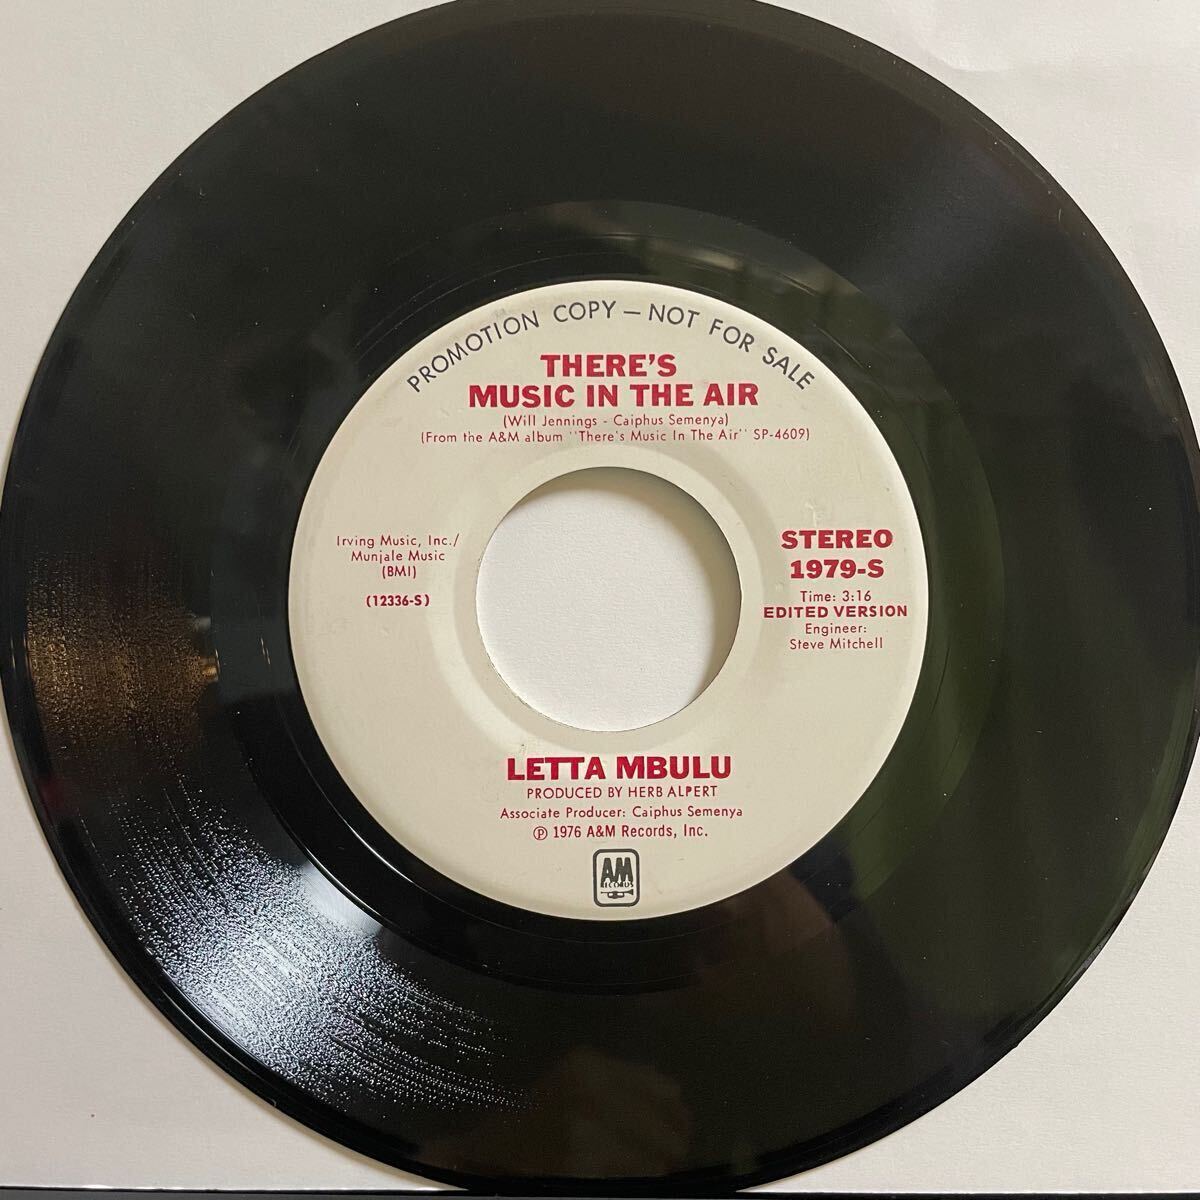 PROMOTION COPY — NOT FOR SALE
THERE'S
MUSIC IN THE AIR
(Will Jennings - Caiphus Semenya)
(From the A&M album "There's Music In The Air" SP-4609)
Irving Music, Inc./
Munjale Music
(BMI)
(12336-S)
STEREO
1979-S
Time: 3:16
EDITED VERSION
Engineer:
Steve Mitchell
LETTA MBULU
PRODUCED BY HERB ALPERT
Associate Producer: Caiphus Semenya
℗ 1976 A&M Records, Inc.
AM
RECORDS